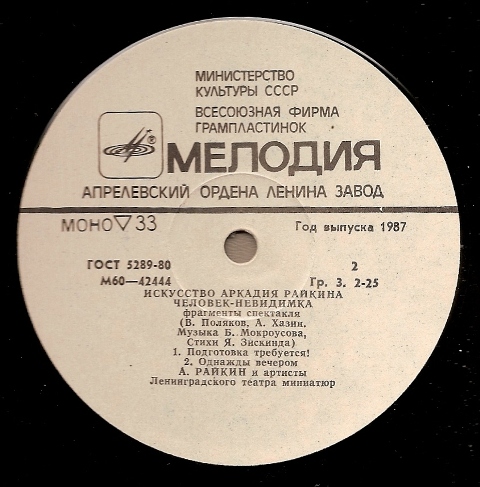 МИНИСТЕРСТВО
КУЛЬТУРЫ СССР
ВСЕСОЮЗНАЯ ФИРМА
ГРАМПЛАСТИНОК
МЕЛОДИЯ
АПРЕЛЕВСКИЙ ОРДЕНА ЛЕНИНА ЗАВОД
МОНО ▽ 33
Год выпуска 1987
ГОСТ 5289-80
2
М60—42444
Гр. 3. 2-25
ИСКУССТВО АРКАДИЯ РАЙКИНА
ЧЕЛОВЕК-НЕВИДИМКА
фрагменты спектакля
(В. Поляков, А. Хазин.
Музыка Б. Мокроусова,
Стихи Я. Зискинда)
1. Подготовка требуется!
2. Однажды вечером
А. РАЙКИН и артисты
Ленинградского театра миниатюр